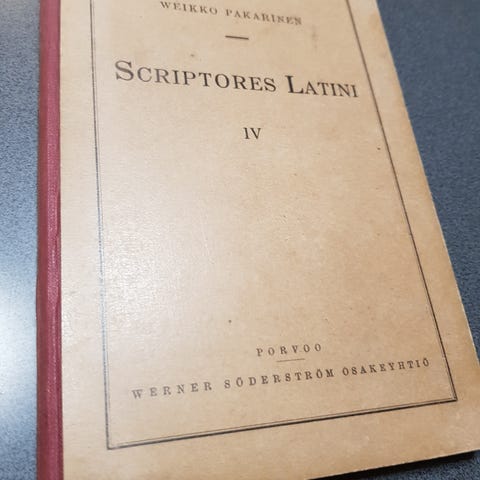 WEIKKO PAKARINEN
SCRIPTORES LATINI
IV
PORVOO
WERNER SÖDERSTRÖM OSAKEYHTIÖ